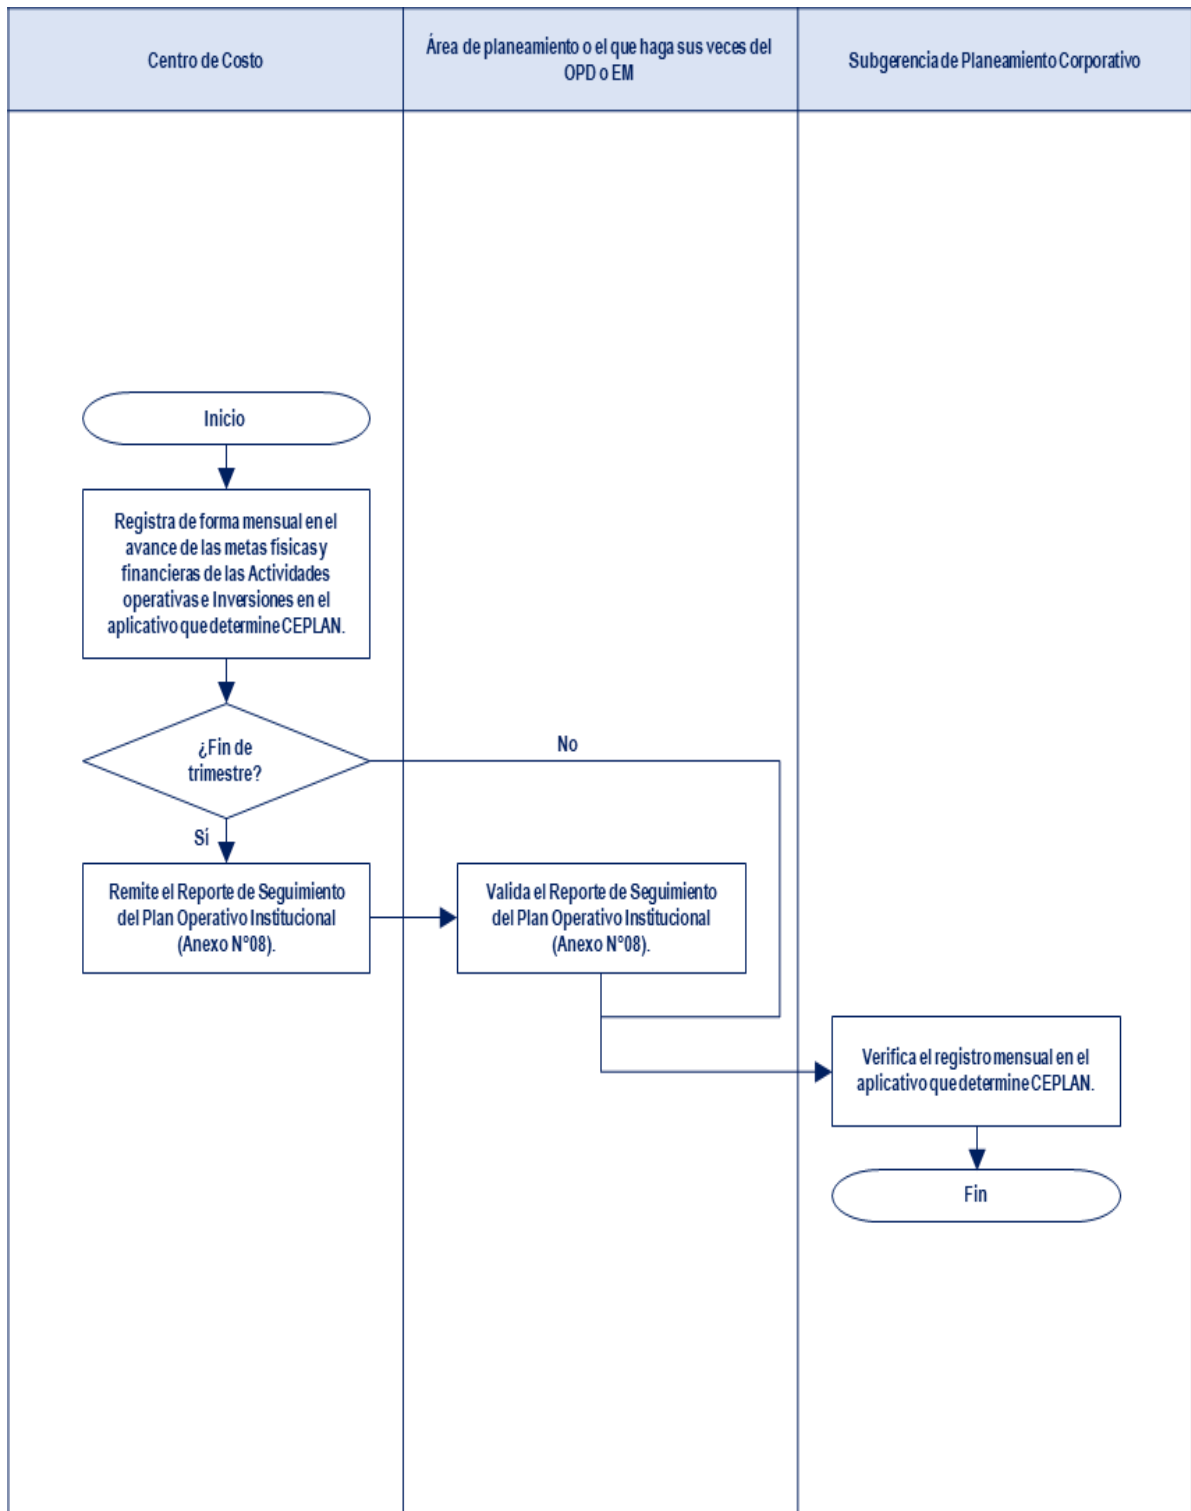 Centro de Costo
Área de planeamiento o el que haga sus veces del
OPD o EM
Subgerencia de Planeamiento Corporativo
Inicio
Registra de forma mensual en el
avance de las metas físicas y
financieras de las Actividades
operativas e Inversiones en el
aplicativo que determine CEPLAN.
¿Fin de
trimestre?
No
Sí
Remite el Reporte de Seguimiento
del Plan Operativo Institucional
(Anexo N°08).
Valida el Reporte de Seguimiento
del Plan Operativo Institucional
(Anexo N°08).
Verifica el registro mensual en el
aplicativo que determine CEPLAN.
Fin